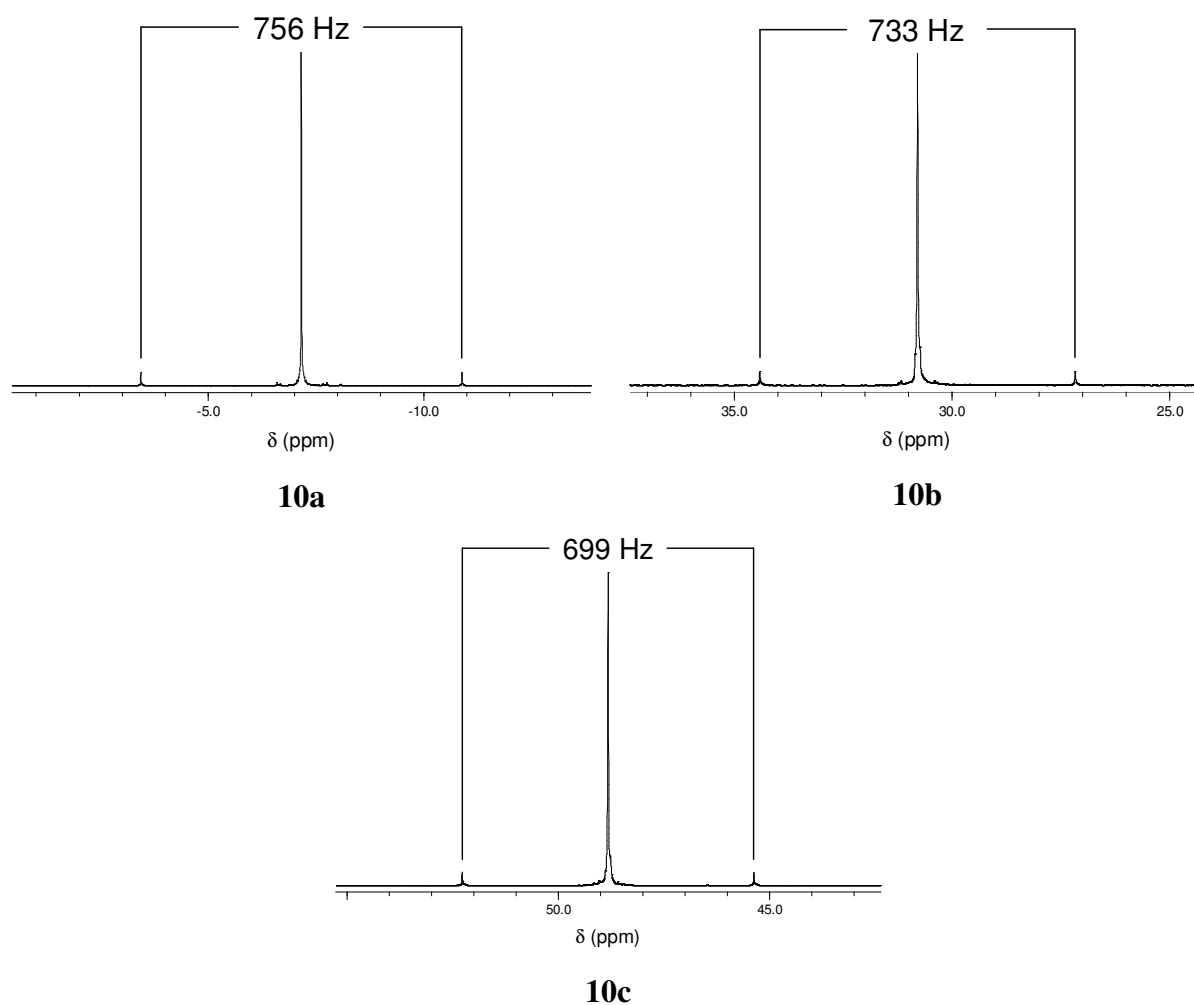 756 Hz
-5.0 -10.0
δ (ppm)
10a
733 Hz
35.0 30.0 25.0
δ (ppm)
10b
699 Hz
50.0 45.0
δ (ppm)
10c